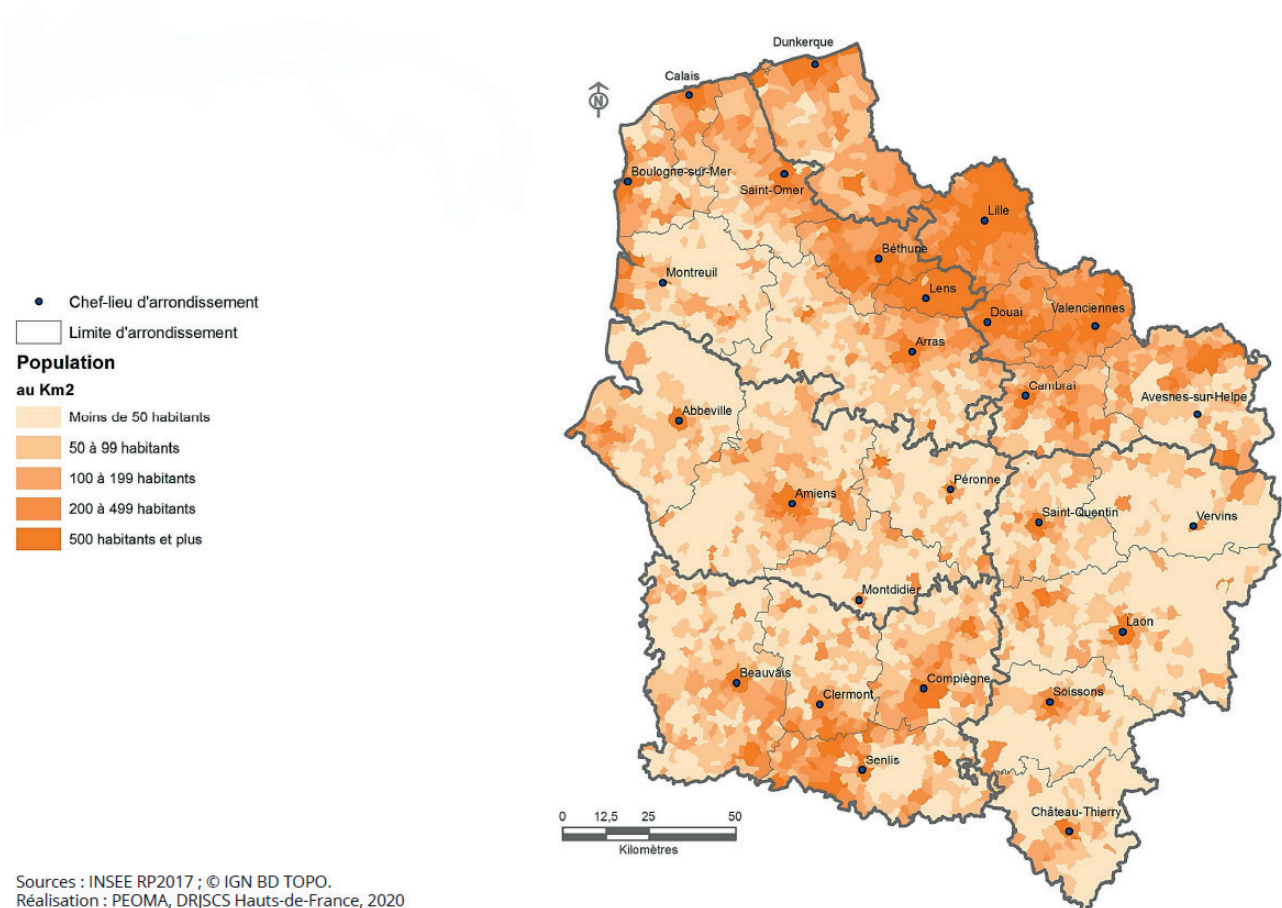 Dunkerque
Calais
N
Boulogne-sur-Mer
Saint-Omer
Lille
Béthune
Montreuil
Lens
Douai
Valenciennes
Arras
Cambrai
Avesnes-sur-Helpe
Abbeville
Amiens
Péronne
Saint-Quentin
Vervins
Montdidier
Laon
Beauvais
Clermont
Compiègne
Soissons
Senlis
Château-Thierry
Chef-lieu d'arrondissement
Limite d'arrondissement
Population
au Km2
Moins de 50 habitants
50 à 99 habitants
100 à 199 habitants
200 à 499 habitants
500 habitants et plus
0 12,5 25 50
Kilomètres
Sources : INSEE RP2017 ; © IGN BD TOPO.
Réalisation : PEOMA, DRJSCS Hauts-de-France, 2020